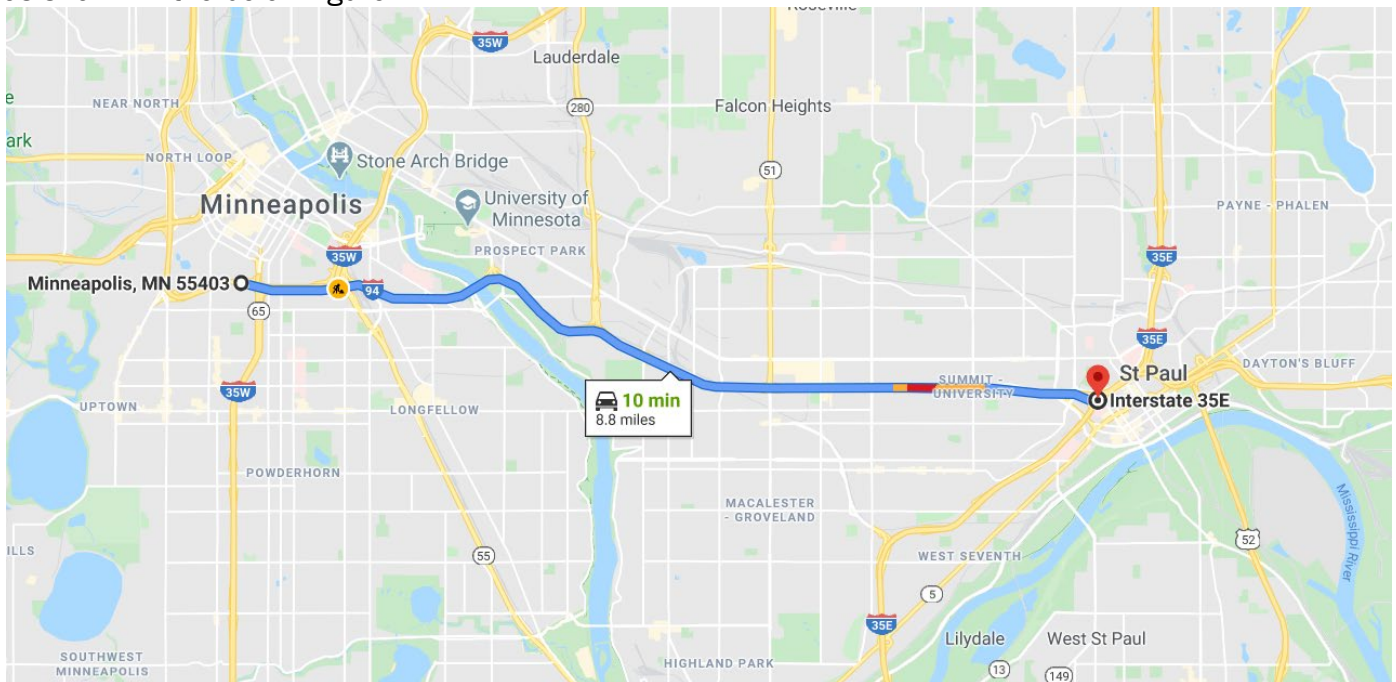 Roseville
35W
Lauderdale
280
Falcon Heights
NEAR NORTH
e
ark
NORTH LOOP
Stone Arch Bridge
51
Minneapolis
University of
Minnesota
PAYNE - PHALEN
PROSPECT PARK
35W
35E
Minneapolis, MN 55403
94
65
35E
DAYTON'S BLUFF
St Paul
SUMMIT -
UNIVERSITY
Interstate 35E
35W
UPTOWN
LONGFELLOW
10 min
8.8 miles
POWDERHORN
MACALESTER
- GROVELAND
Mississippi River
52
ILLS
55
WEST SEVENTH
5
35E
Lilydale
West St Paul
SOUTHWEST
MINNEAPOLIS
HIGHLAND PARK
13
149